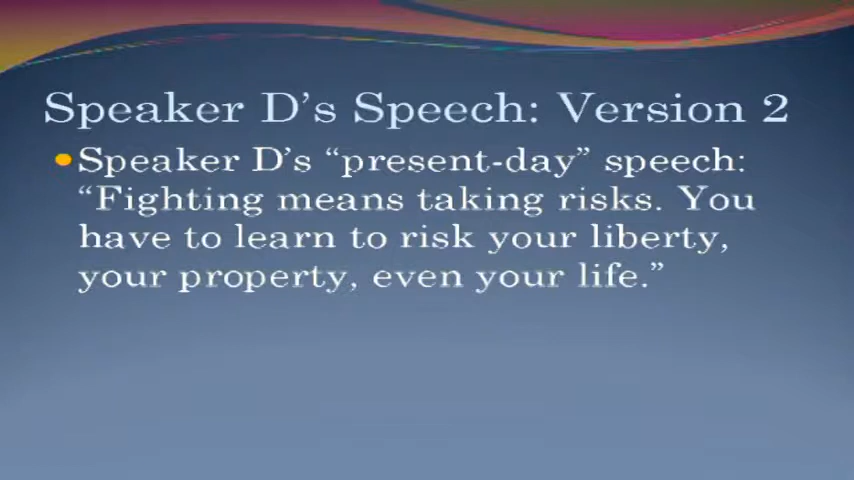 Speaker D’s Speech: Version 2
•Speaker D’s “present-day” speech:
“Fighting means taking risks. You
have to learn to risk your liberty,
your property, even your life.”